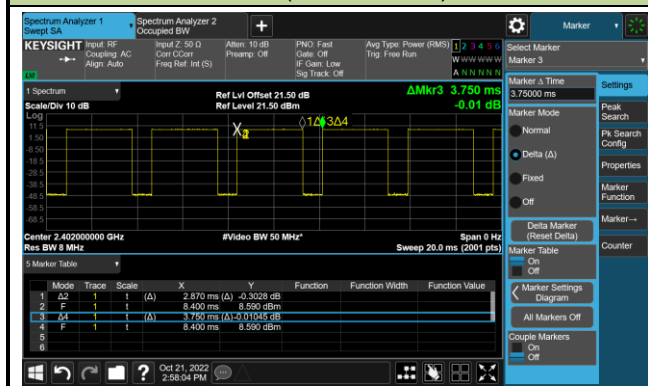 Spectrum Analyzer 1
Swept SA
Spectrum Analyzer 2
Occupied BW
+
Marker
KEYSIGHT
Input: RF
Coupling: AC
Align: Auto
Input Z: 50 Ω
Corr CCorr
Freq Ref: Int (S)
Atten: 10 dB
Preamp: Off
PNO: Fast
Gate: Off
IF Gain: Low
Sig Track: Off
Avg Type: Power (RMS)
Trig: Free Run
1 2 3 4 5 6
W W W W W W
A N N N N N
Select Marker
Marker 3
1 Spectrum
Scale/Div 10 dB
Log
Ref Lvl Offset 21.50 dB
Ref Level 21.50 dBm
ΔMkr3 3.750 ms
-0.01 dB
11.5
1.50
-8.50
-18.5
-28.5
-38.5
-48.5
-58.5
-68.5
1Δ2
3Δ4
Center 2.402000000 GHz
Res BW 8 MHz
#Video BW 50 MHz*
Span 0 Hz
Sweep 20.0 ms (2001 pts)
5 Marker Table
Mode Trace Scale X Y Function Function Width Function Value
1 Δ2 1 t (Δ) 2.870 ms (Δ) -0.3028 dB
2 F 1 t 8.400 ms 8.590 dBm
3 Δ4 1 t (Δ) 3.750 ms (Δ) -0.01045 dB
4 F 1 t 8.400 ms 8.590 dBm
5
6
Marker Δ Time
3.75000 ms
Marker Mode
Normal
Delta (Δ)
Fixed
Off
Delta Marker
(Reset Delta)
Marker Table
On
Off
Marker Settings
Diagram
All Markers Off
Couple Markers
On
Off
Settings
Peak
Search
Pk Search
Config
Properties
Marker
Function
Marker→
Counter
?
Oct 21, 2022
2:58:04 PM